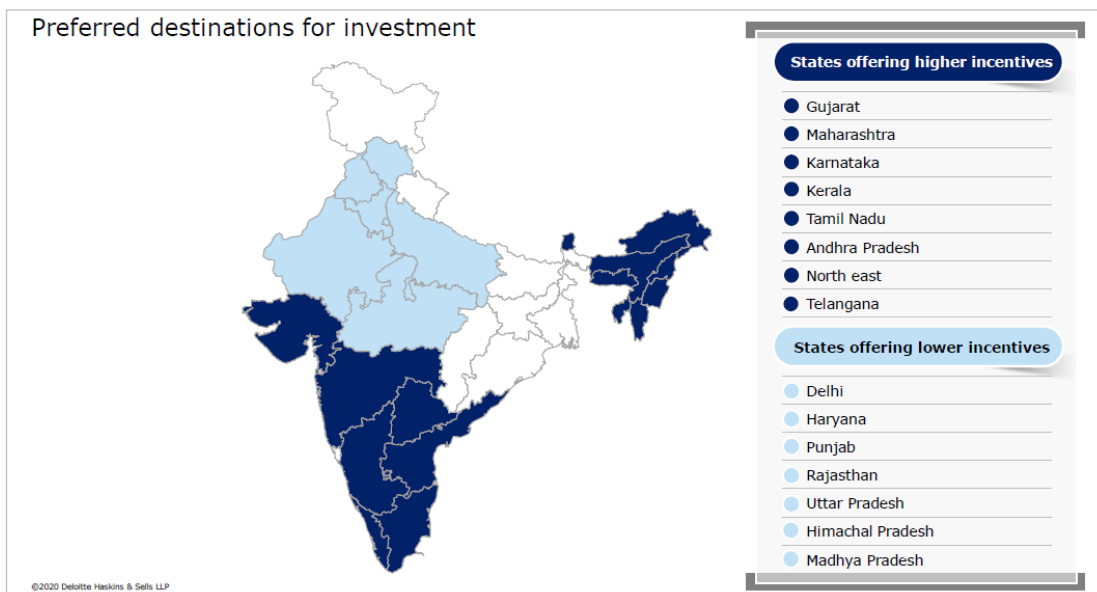 Preferred destinations for investment
States offering higher incentives
Gujarat
Maharashtra
Karnataka
Kerala
Tamil Nadu
Andhra Pradesh
North east
Telangana
States offering lower incentives
Delhi
Haryana
Punjab
Rajasthan
Uttar Pradesh
Himachal Pradesh
Madhya Pradesh
©2020 Deloitte Haskins & Sells LLP